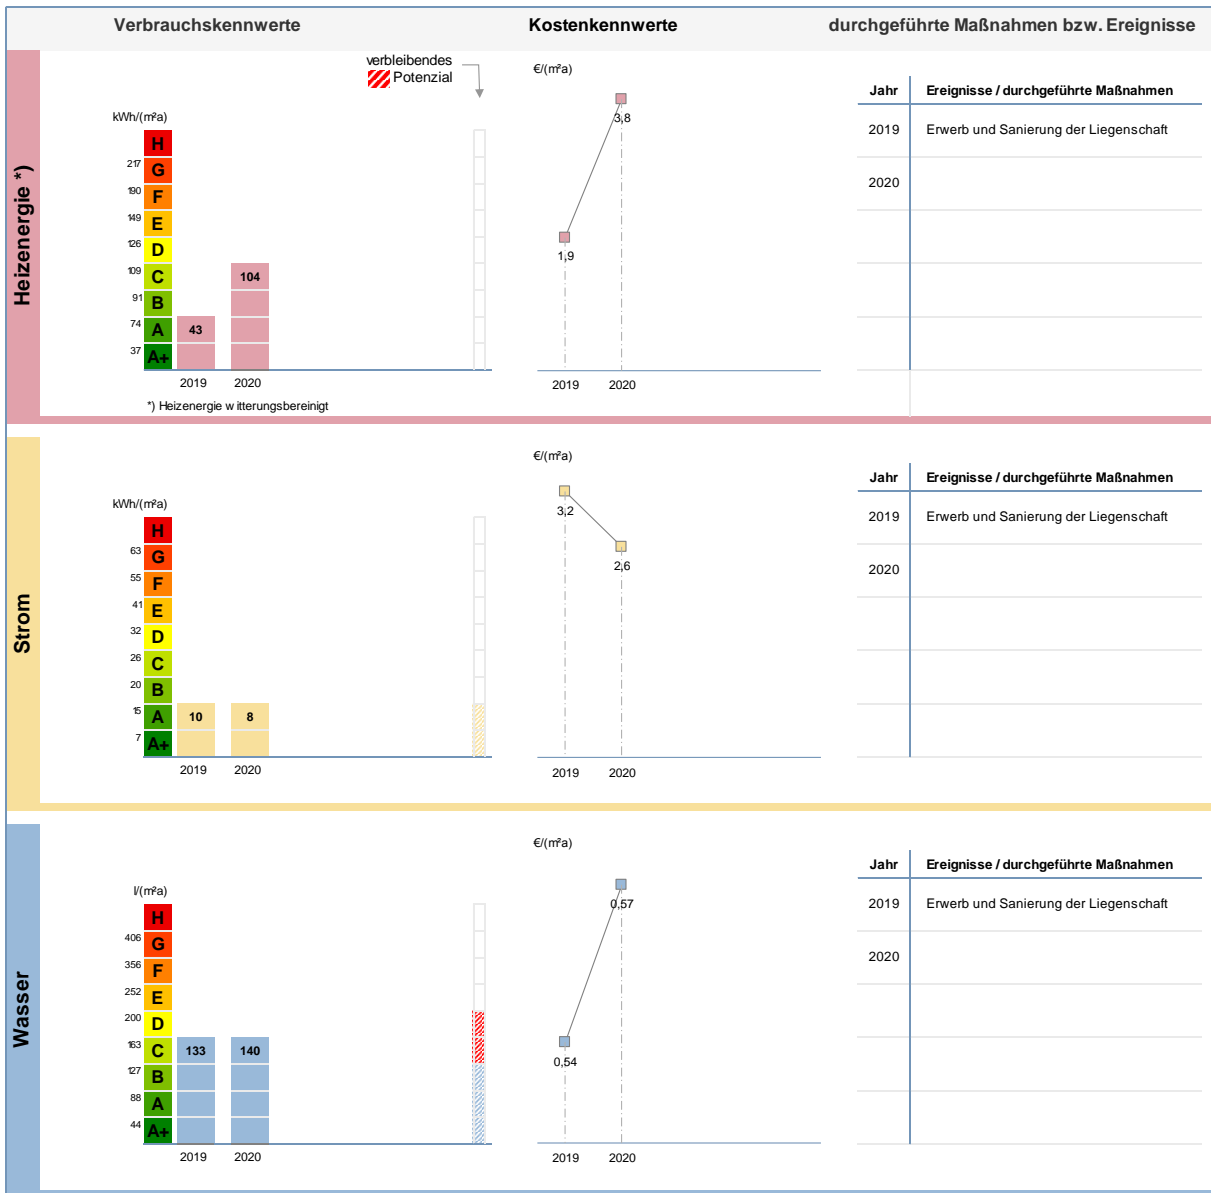 Verbrauchskennwerte
Kostenkennwerte
durchgeführte Maßnahmen bzw. Ereignisse
Heizenergie *)
verbleibendes
Potenzial
kWh/(m²a)
H
217
G
190
F
149
E
126
D
109
C
91
B
74
A
37
A+
43
104
2019
2020
*) Heizenergie witterungsbereinigt
€/(m²a)
3,8
1,9
2019
2020
Jahr
Ereignisse / durchgeführte Maßnahmen
2019
Erwerb und Sanierung der Liegenschaft
2020
Strom
kWh/(m²a)
H
63
G
55
F
41
E
32
D
26
C
20
B
15
A
7
A+
10
8
2019
2020
€/(m²a)
3,2
2,6
2019
2020
Jahr
Ereignisse / durchgeführte Maßnahmen
2019
Erwerb und Sanierung der Liegenschaft
2020
Wasser
l/(m²a)
H
406
G
356
F
252
E
200
D
163
C
127
B
88
A
44
A+
133
140
2019
2020
€/(m²a)
0,57
0,54
2019
2020
Jahr
Ereignisse / durchgeführte Maßnahmen
2019
Erwerb und Sanierung der Liegenschaft
2020